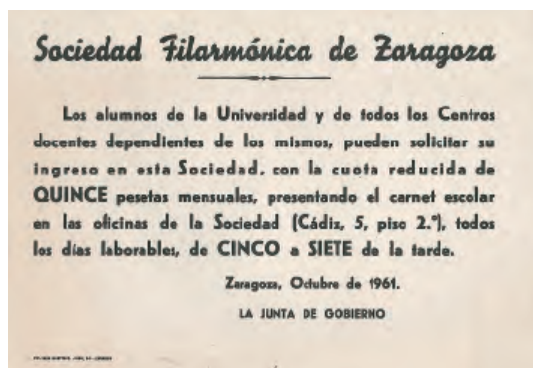 Sociedad Filarmónica de Zaragoza
Los alumnos de la Universidad y de todos los Centros
docentes dependientes de los mismos, pueden solicitar su
ingreso en esta Sociedad, con la cuota reducida de
QUINCE pesetas mensuales, presentando el carnet escolar
en las oficinas de la Sociedad (Cádiz, 5, piso 2.º), todos
los días laborables, de CINCO a SIETE de la tarde.
Zaragoza, Octubre de 1961.
LA JUNTA DE GOBIERNO